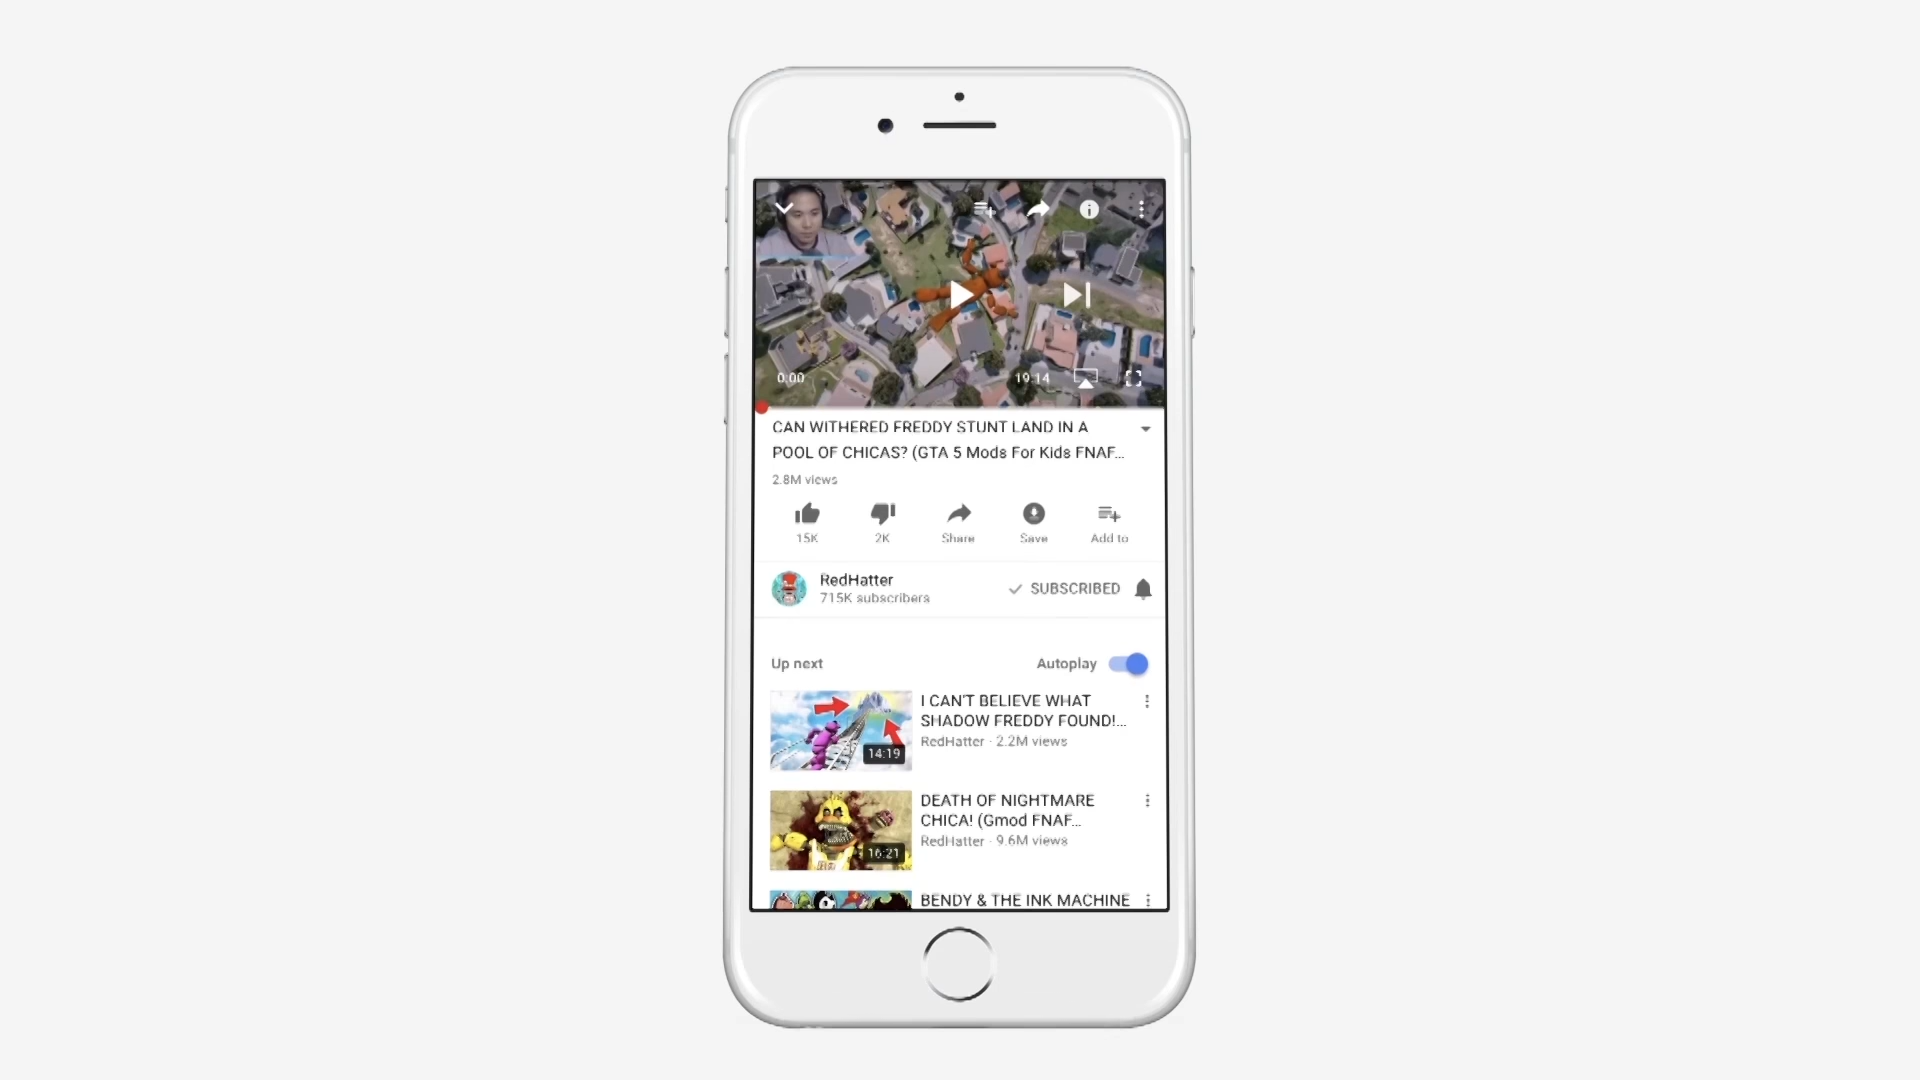 0:00
19:14
CAN WITHERED FREDDY STUNT LAND IN A
POOL OF CHICAS? (GTA 5 Mods For Kids FNAF...
2.8M views
15K
2K
Share
Save
Add to
RedHatter
715K subscribers
SUBSCRIBED
Up next
Autoplay
I CAN'T BELIEVE WHAT
SHADOW FREDDY FOUND!...
RedHatter · 2.2M views
14:19
DEATH OF NIGHTMARE
CHICA! (Gmod FNAF...
RedHatter · 9.6M views
16:21
BENDY & THE INK MACHINE